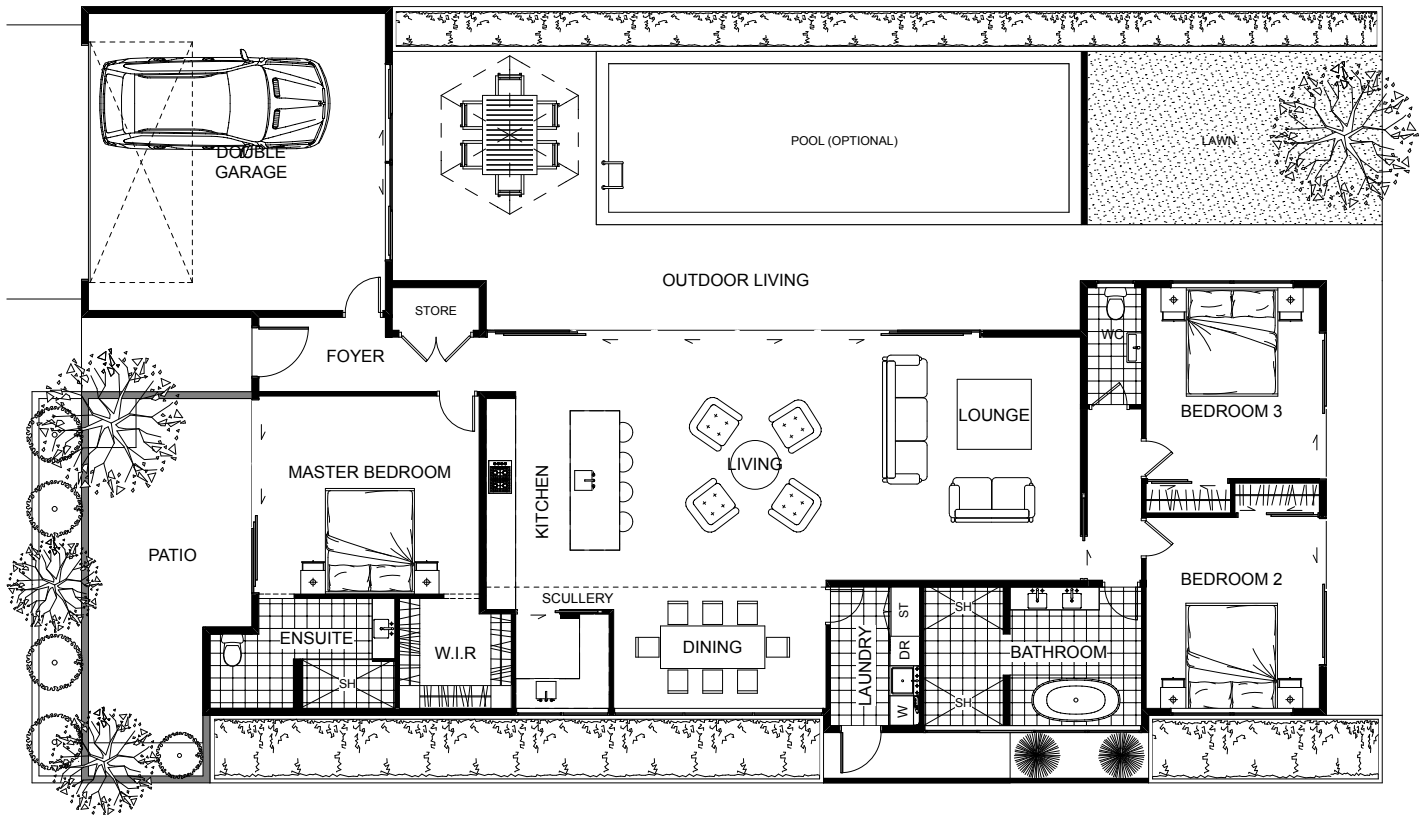 DOUBLE
GARAGE
POOL (OPTIONAL)
LAWN
OUTDOOR LIVING
STORE
FOYER
WC
BEDROOM 3
LOUNGE
MASTER BEDROOM
LIVING
KITCHEN
PATIO
BEDROOM 2
SCULLERY
ENSUITE
W.I.R
SH
DINING
LAUNDRY
ST
DR
W
SH
SH
BATHROOM